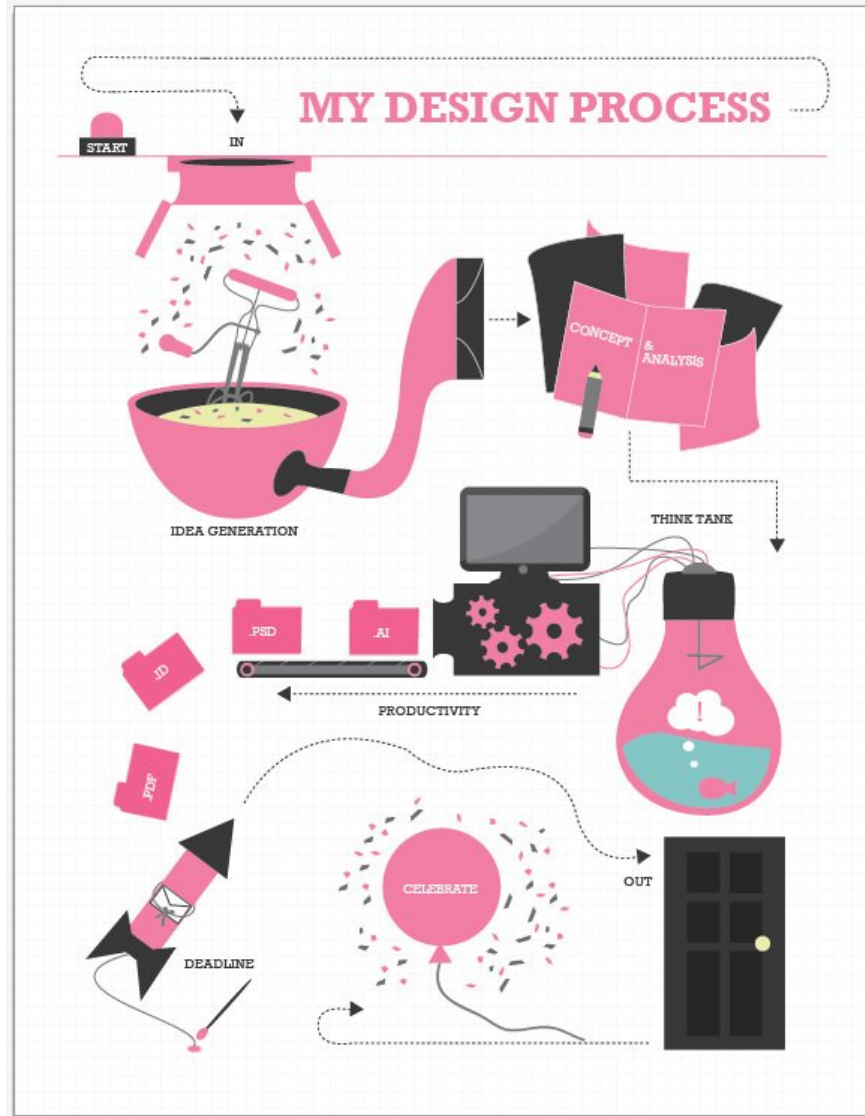 MY DESIGN PROCESS
START
IN
CONCEPT
&
ANALYSIS
IDEA GENERATION
THINK TANK
.PSD
.AI
.ID
PRODUCTIVITY
!
.PDF
CELEBRATE
OUT
DEADLINE